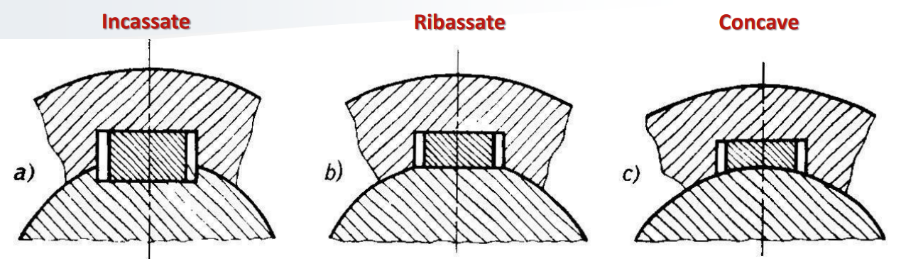 Incassate
Ribassate
Concave
a)
b)
c)